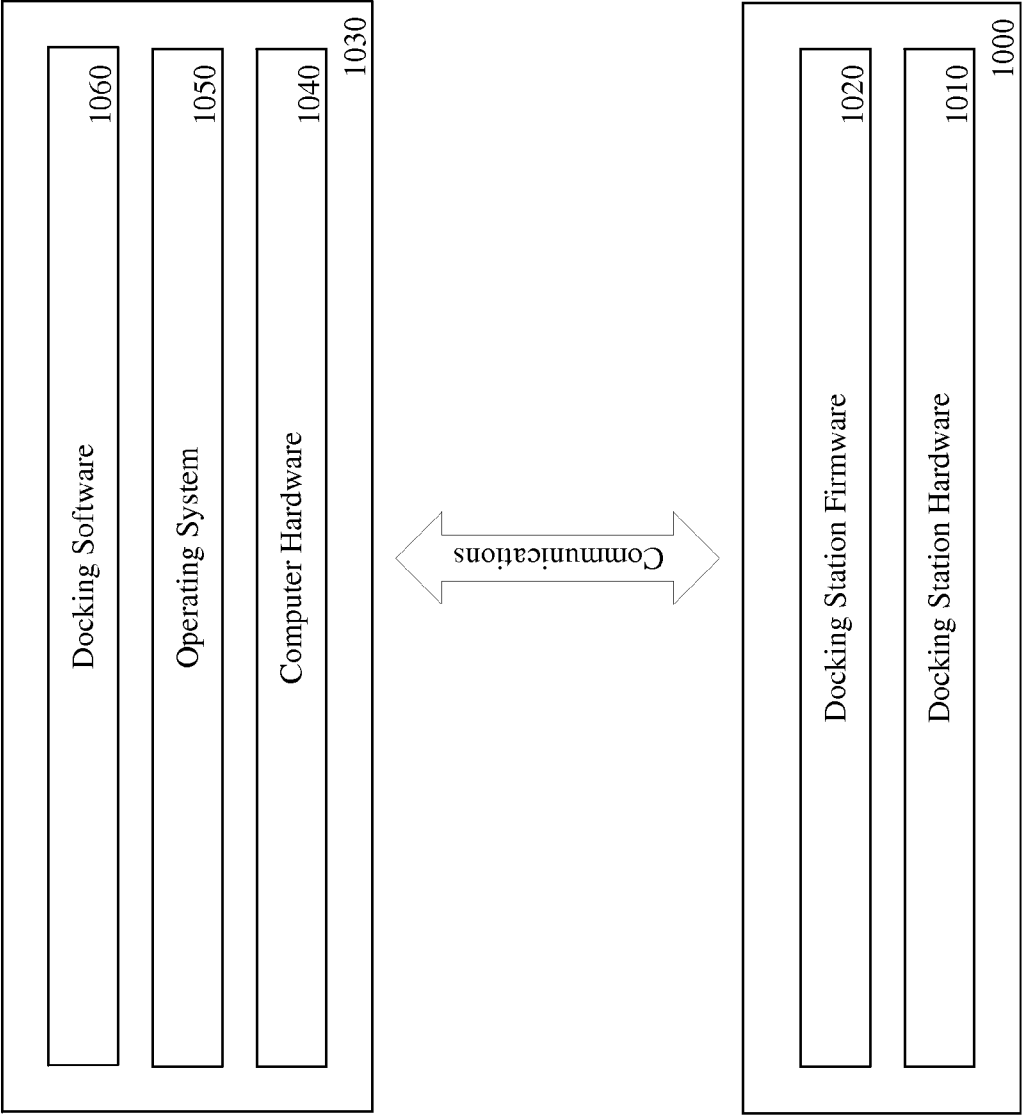 Docking Software
1060
Operating System
1050
Computer Hardware
1040
1030
Communications
Docking Station Firmware
1020
Docking Station Hardware
1010
1000